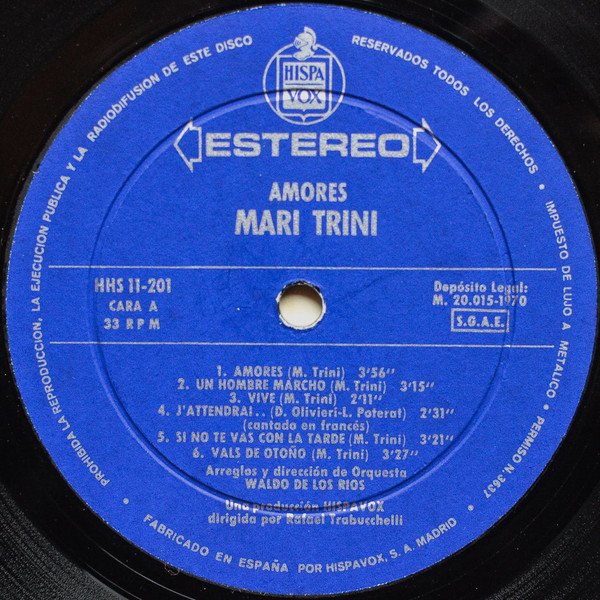 PROHIBIDA LA REPRODUCCION, LA EJECUCION PUBLICA Y LA RADIODIFUSION DE ESTE DISCO
RESERVADOS TODOS LOS DERECHOS • IMPUESTO DE LUJO A METALICO • PERMISO N 3637
HISPA
VOX
ESTEREO
AMORES
MARI TRINI
HHS 11-201
CARA A
33 RPM
Depósito Legal:
M. 20.015-1970
S.G.A.E.
1. AMORES (M. Trini) 3'56''
2. UN HOMBRE MARCHO (M. Trini) 3'15''
3. VIVE (M. Trini) 2'11''
4. J'ATTENDRAI.. (D. Olivieri-L. Poterat) 2'31''
(cantado en francés)
5. SI NO TE VAS CON LA TARDE (M. Trini) 3'21''
6. VALS DE OTOÑO (M. Trini) 3'27''
Arreglos y dirección de Orquesta
WALDO DE LOS RIOS
Una producción HISPAVOX
dirigida por Rafael Trabucchelli
• FABRICADO EN ESPAÑA POR HISPAVOX, S. A. MADRID •